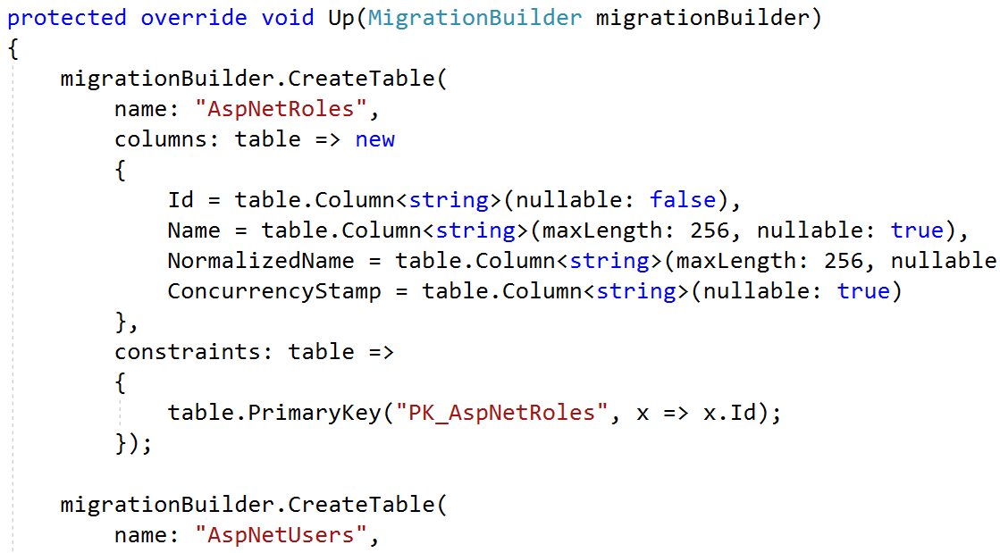 protected override void Up(MigrationBuilder migrationBuilder)
{
    migrationBuilder.CreateTable(
        name: "AspNetRoles",
        columns: table => new
        {
            Id = table.Column<string>(nullable: false),
            Name = table.Column<string>(maxLength: 256, nullable: true),
            NormalizedName = table.Column<string>(maxLength: 256, nullable
            ConcurrencyStamp = table.Column<string>(nullable: true)
        },
        constraints: table =>
        {
            table.PrimaryKey("PK_AspNetRoles", x => x.Id);
        });

    migrationBuilder.CreateTable(
        name: "AspNetUsers",